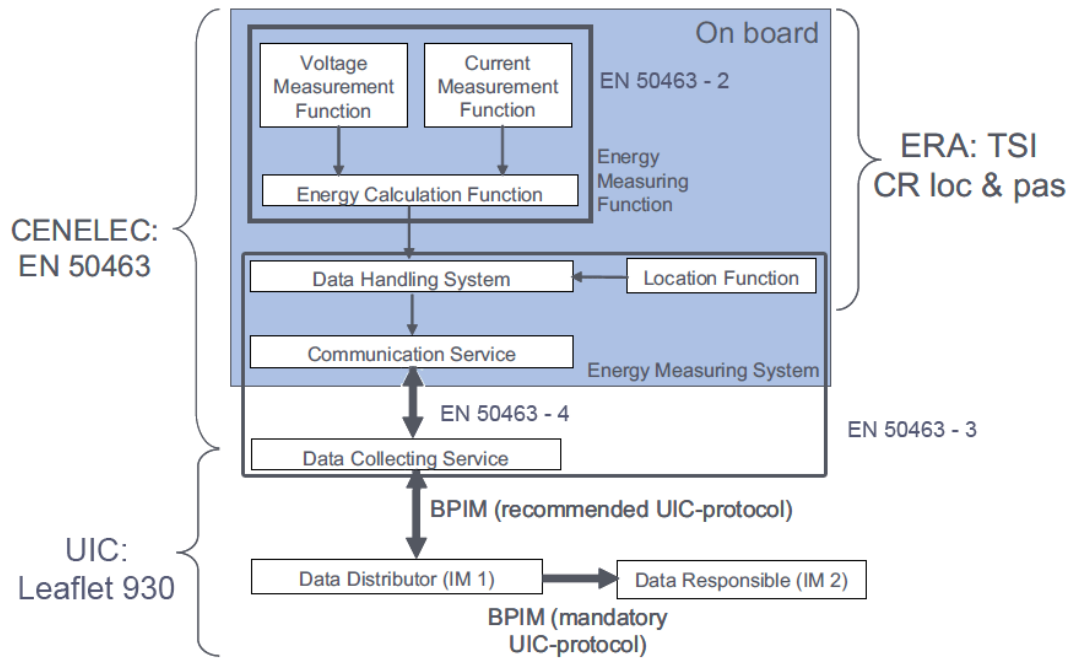 On board
Voltage
Measurement
Function
Current
Measurement
Function
EN 50463 - 2
Energy
Measuring
Function
Energy Calculation Function
ERA: TSI
CR loc & pas
CENELEC:
EN 50463
Data Handling System
Location Function
Communication Service
Energy Measuring System
EN 50463 - 4
EN 50463 - 3
Data Collecting Service
BPIM (recommended UIC-protocol)
UIC:
Leaflet 930
Data Distributor (IM 1)
Data Responsible (IM 2)
BPIM (mandatory
UIC-protocol)